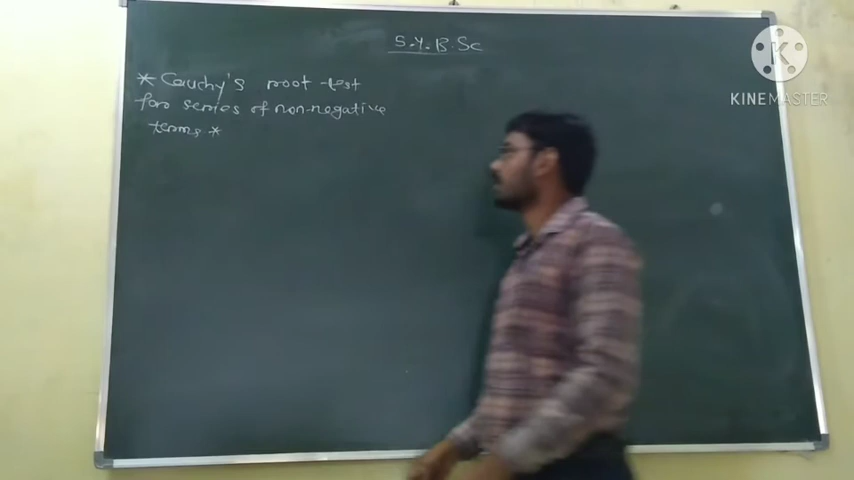 S.Y.B.Sc
* Cauchy's root test
for series of non-negative
terms *
K
KINEMASTER